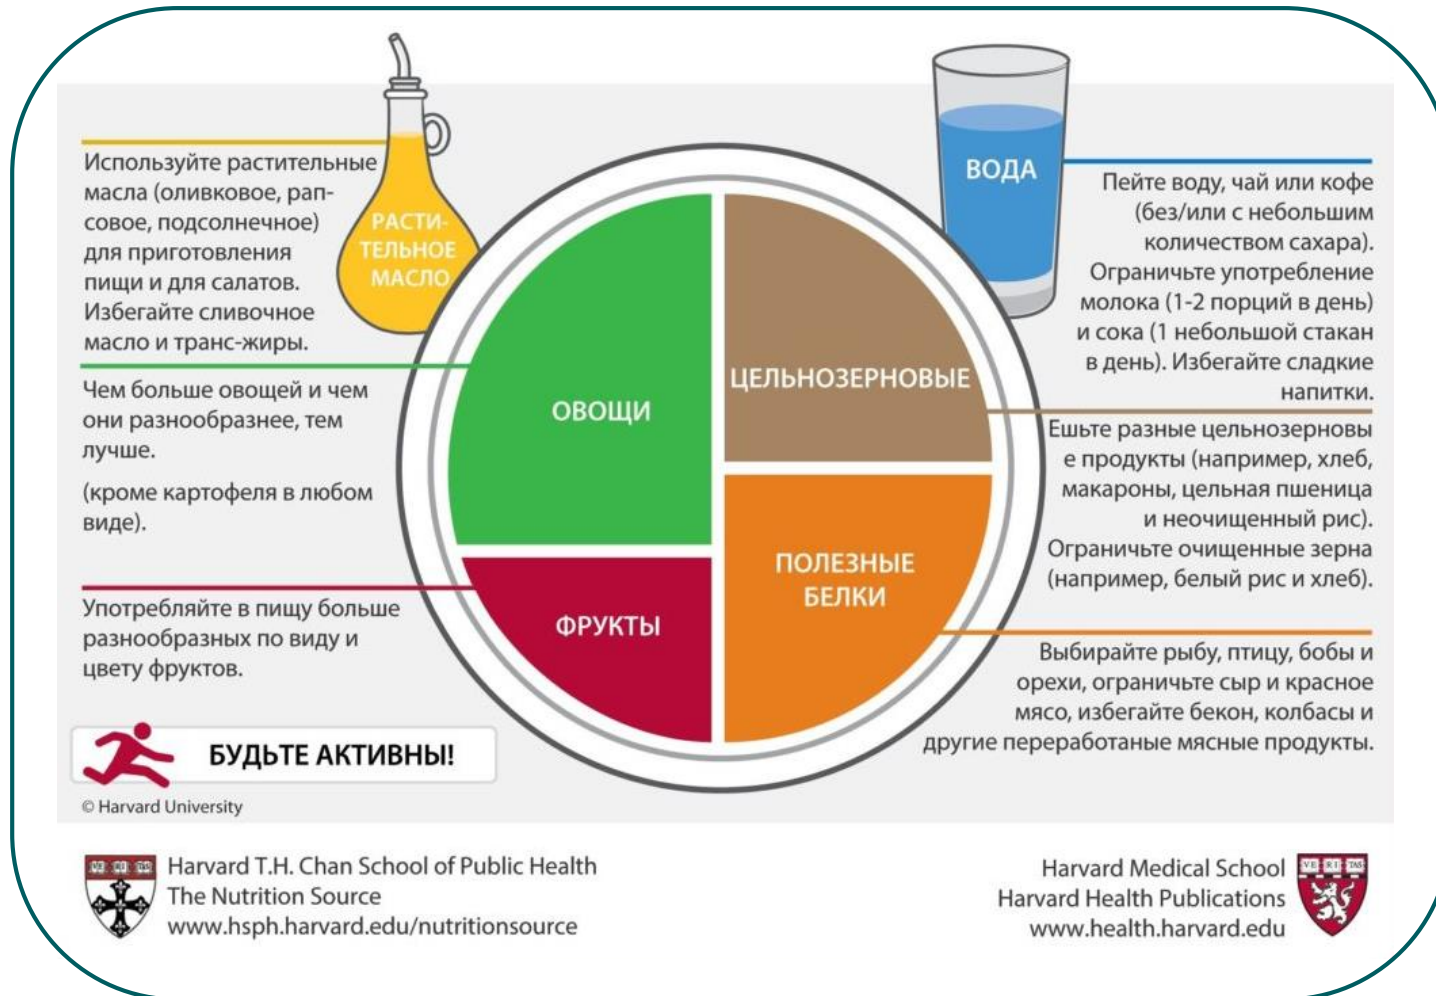 Используйте растительные
масла (оливковое, рап-
совое, подсолнечное)
для приготовления
пищи и для салатов.
Избегайте сливочное
масло и транс-жиры.
РАСТИ-
ТЕЛЬНОЕ
МАСЛО
Чем больше овощей и чем
они разнообразнее, тем
лучше.
(кроме картофеля в любом
виде).
Употребляйте в пищу больше
разнообразных по виду и
цвету фруктов.
ОВОЩИ
ФРУКТЫ
ЦЕЛЬНОЗЕРНОВЫЕ
ПОЛЕЗНЫЕ
БЕЛКИ
ВОДА
Пейте воду, чай или кофе
(без/или с небольшим
количеством сахара).
Ограничьте употребление
молока (1-2 порций в день)
и сока (1 небольшой стакан
в день). Избегайте сладкие
напитки.
Ешьте разные цельнозерновы
е продукты (например, хлеб,
макароны, цельная пшеница
и неочищенный рис).
Ограничьте очищенные зерна
(например, белый рис и хлеб).
Выбирайте рыбу, птицу, бобы и
орехи, ограничьте сыр и красное
мясо, избегайте бекон, колбасы и
другие переработаные мясные продукты.
БУДЬТЕ АКТИВНЫ!
© Harvard University
VE RI TAS
Harvard T.H. Chan School of Public Health
The Nutrition Source
www.hsph.harvard.edu/nutritionsource
Harvard Medical School
Harvard Health Publications
www.health.harvard.edu
VE RI TAS